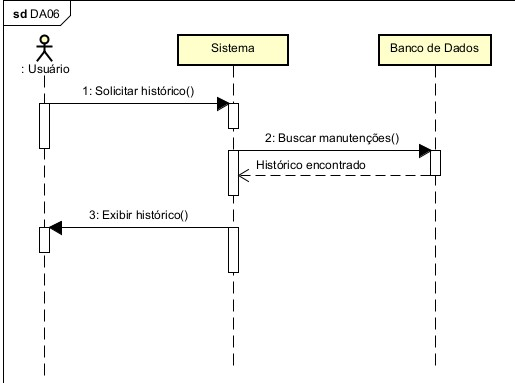 sd DA06
: Usuário
Sistema
Banco de Dados
1: Solicitar histórico()
2: Buscar manutenções()
Histórico encontrado
3: Exibir histórico()